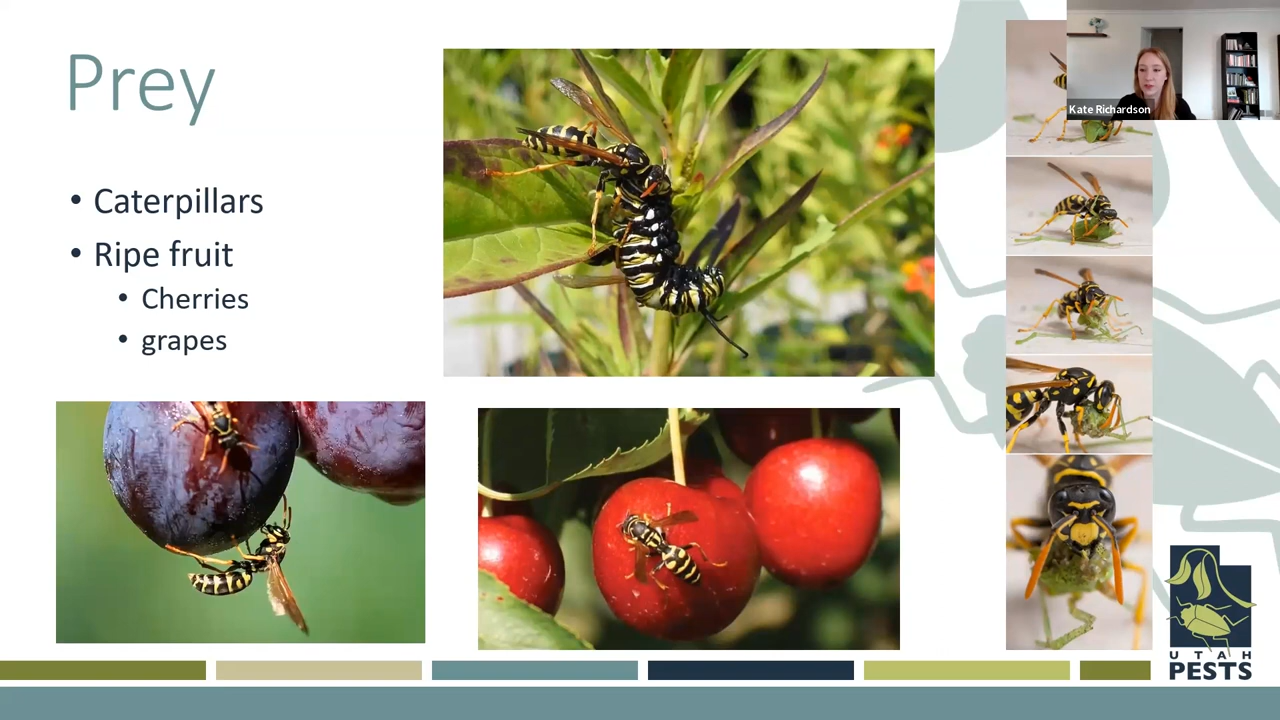 Prey
• Caterpillars
• Ripe fruit
• Cherries
• grapes
Kate Richardson
UTAH
PESTS